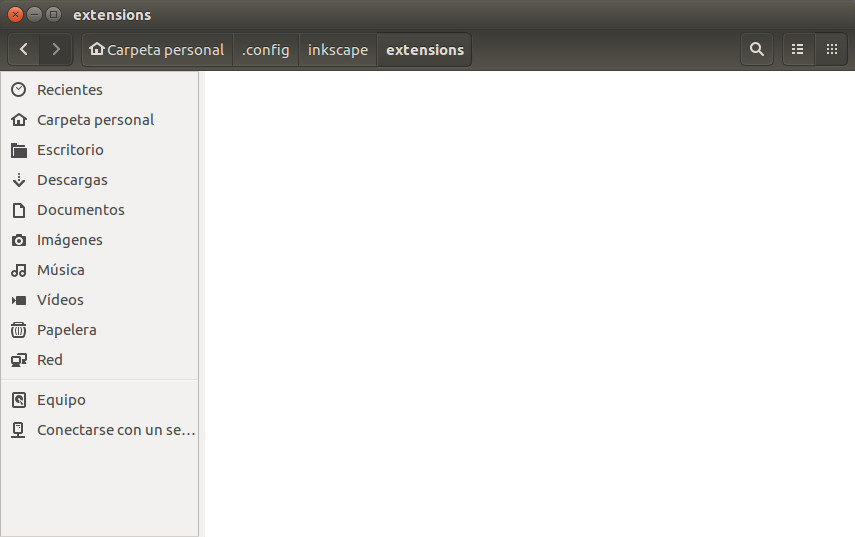 extensions
Carpeta personal .config inkscape extensions
Recientes
Carpeta personal
Escritorio
Descargas
Documentos
Imágenes
Música
Vídeos
Papelera
Red
Equipo
Conectarse con un se...